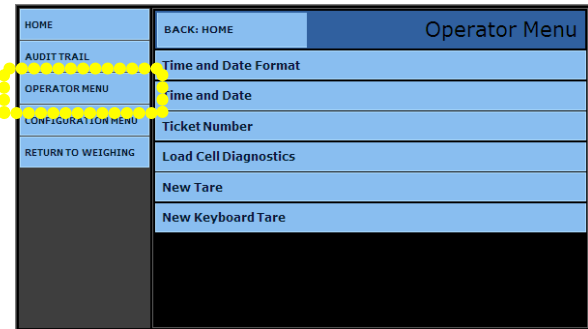 HOME
AUDIT TRAIL
OPERATOR MENU
CONFIGURATION MENU
RETURN TO WEIGHING
BACK: HOME
Operator Menu
Time and Date Format
Time and Date
Ticket Number
Load Cell Diagnostics
New Tare
New Keyboard Tare